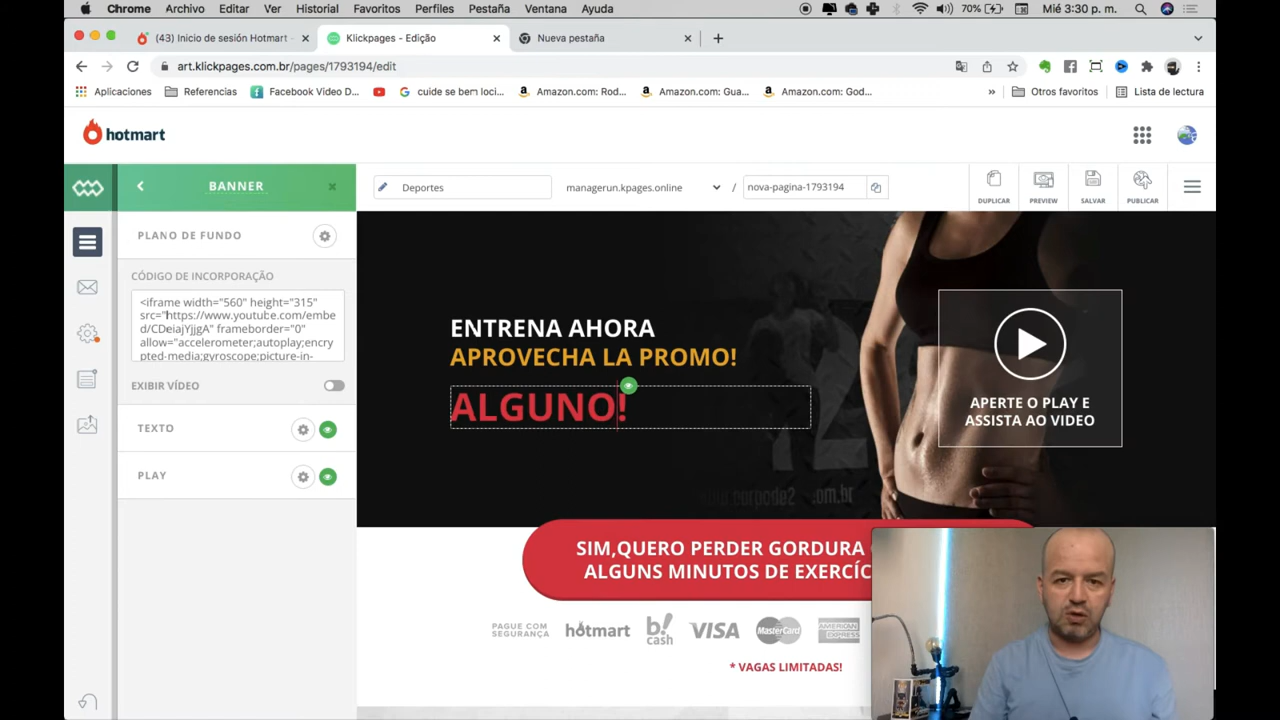 Chrome Archivo Editar Ver Historial Favoritos Perfiles Pestaña Ventana Ayuda
70% Mié 3:30 p. m.
(43) Inicio de sesión Hotmart
Klickpages - Edição
Nueva pestaña
art.klickpages.com.br/pages/1793194/edit
Aplicaciones Referencias Facebook Video D... cuide se bem loci... Amazon.com: Rod... Amazon.com: Gua... Amazon.com: God... » Otros favoritos Lista de lectura
hotmart
BANNER
Deportes
managerun.kpages.online / nova-pagina-1793194
DUPLICAR PREVIEW SALVAR PUBLICAR
PLANO DE FUNDO
CÓDIGO DE INCORPORAÇÃO
<iframe width="560" height="315"
src="https://www.youtube.com/embe
d/CDeiajYjjgA" frameborder="0"
allow="accelerometer;autoplay;encry
pted-media;gyroscope;picture-in-
EXIBIR VÍDEO
TEXTO
PLAY
ENTRENA AHORA
APROVECHA LA PROMO!
ALGUNO!
APERTE O PLAY E
ASSISTA AO VIDEO
SIM,QUERO PERDER GORDURA
ALGUNS MINUTOS DE EXERCÍC
PAGUE COM
SEGURANÇA
hotmart
b!
cash
VISA
MasterCard
AMERICAN
EXPRESS
* VAGAS LIMITADAS!